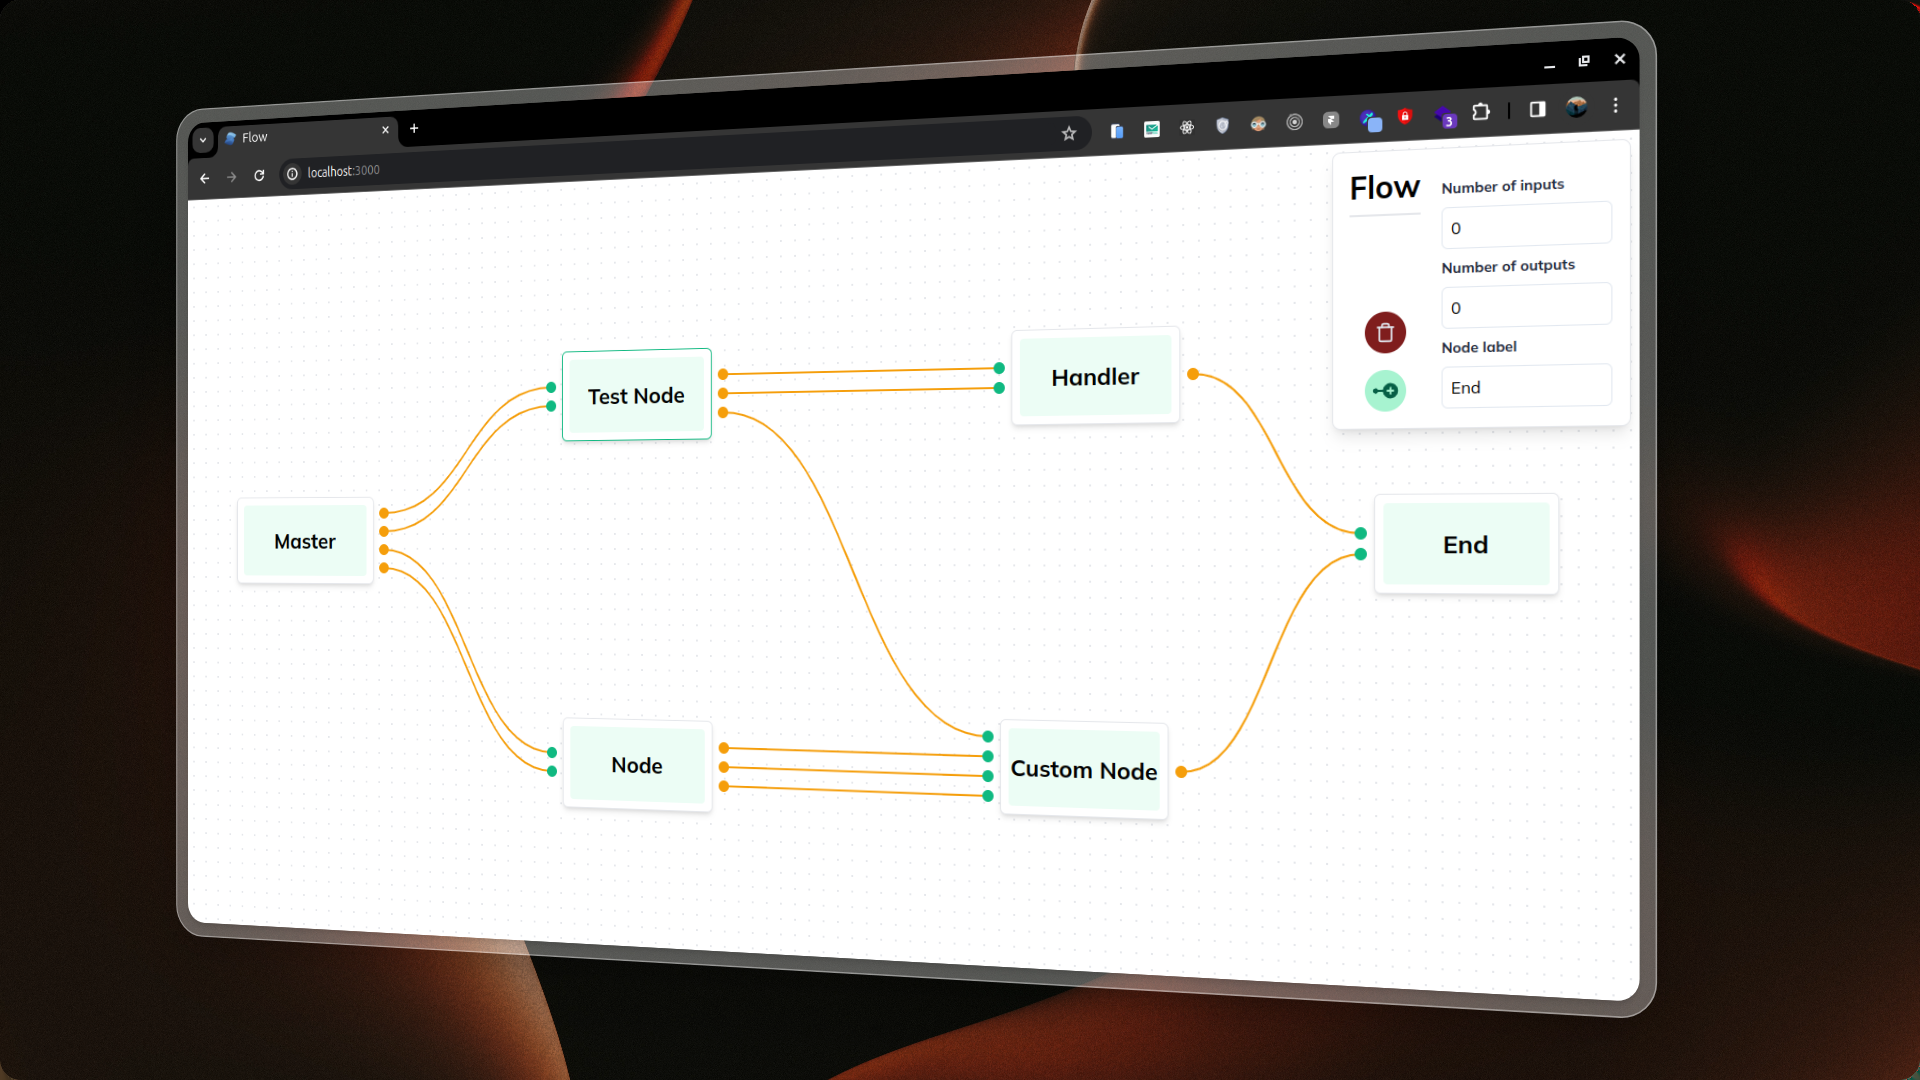 Flow
localhost:3000
3
Flow
Number of inputs
0
Number of outputs
0
Node label
End
Test Node
Handler
Master
End
Node
Custom Node